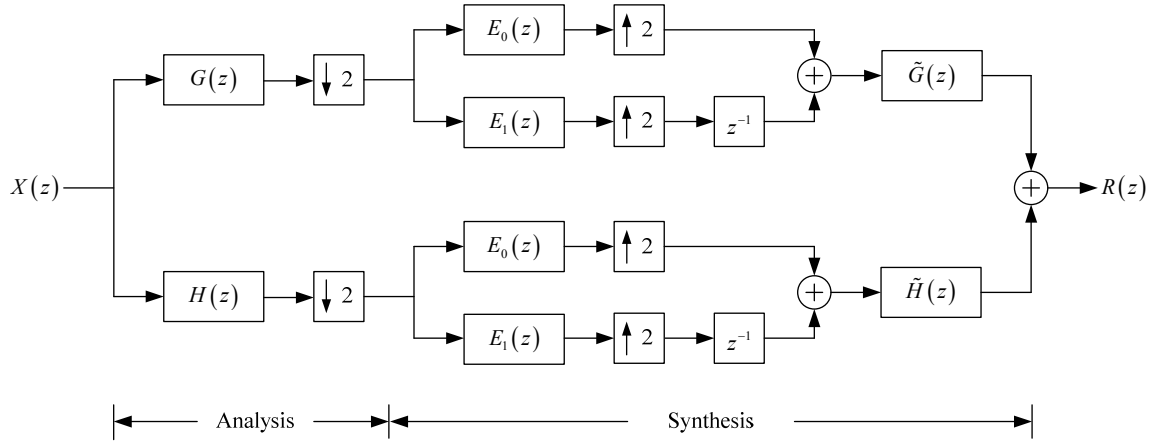 E₀(z)
↑ 2
G(z)
↓ 2
+
G̃(z)
E₁(z)
↑ 2
z⁻¹
X(z)
+
R(z)
E₀(z)
↑ 2
H(z)
↓ 2
+
H̃(z)
E₁(z)
↑ 2
z⁻¹
Analysis
Synthesis